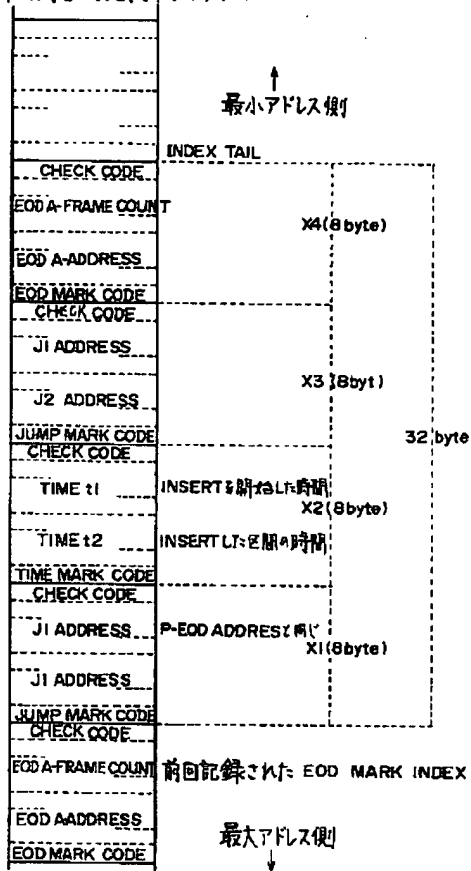 最小アドレス側
INDEX TAIL
CHECK CODE
EOD A-FRAME COUNT
X4(8byte)
EOD A-ADDRESS
EOD MARK CODE
CHECK CODE
J1 ADDRESS
X3(8byt)
J2 ADDRESS
JUMP MARK CODE
32 byte
CHECK CODE
TIME t1 INSERTを開始した時間
X2(8byte)
TIME t2 INSERTした区間の時間
TIME MARK CODE
CHECK CODE
J1 ADDRESS P-EOD ADDRESと同じ
X1(8byte)
J1 ADDRESS
JUMP MARK CODE
CHECK CODE
EOD A-FRAME COUNT 前回記録された EOD MARK INDEX
EOD A-ADDRESS
最大アドレス側
EOD MARK CODE